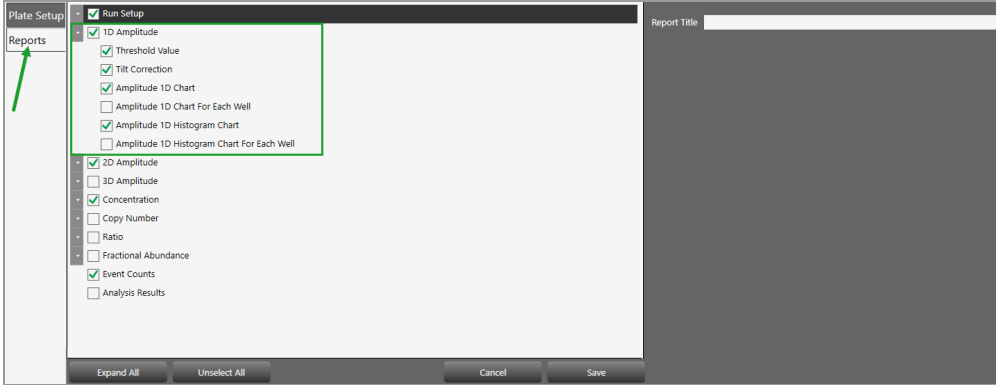 Plate Setup
Reports
Run Setup
1D Amplitude
Threshold Value
Tilt Correction
Amplitude 1D Chart
Amplitude 1D Chart For Each Well
Amplitude 1D Histogram Chart
Amplitude 1D Histogram Chart For Each Well
2D Amplitude
3D Amplitude
Concentration
Copy Number
Ratio
Fractional Abundance
Event Counts
Analysis Results
Expand All
Unselect All
Cancel
Save
Report Title